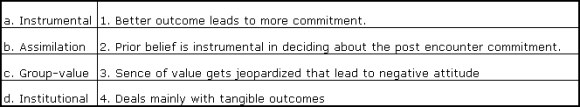 a. Instrumental 1. Better outcome leads to more commitment.
b. Assimilation 2. Prior belief is instrumental in deciding about the post encounter commitment.
c. Group-value 3. Sence of value gets jeopardized that lead to negative attitude
d. Institutional 4. Deals mainly with tangible outcomes